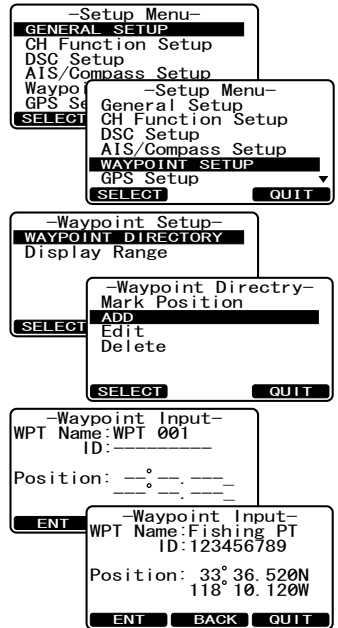 –Setup Menu–
GENERAL SETUP
CH Function Setup
DSC Setup
AIS/Compass Setup
GPS
SELECT
–Setup Menu–
General Setup
CH Function Setup
DSC Setup
AIS/Compass Setup
WAYPOINT SETUP
GPS Setup ▼
SELECT QUIT
–Waypoint Setup–
WAYPOINT DIRECTORY
Display Range
SELECT
–Waypoint Directry–
Mark Position
ADD
Edit
Delete
SELECT QUIT
–Waypoint Input–
WPT Name:WPT 001
ID:–––––––––
Position: ––°––.–––_
–––°––.–––_
ENT
–Waypoint Input–
WPT Name:Fishing PT
ID:123456789
Position: 33°36.520N
118°10.120W
ENT BACK QUIT